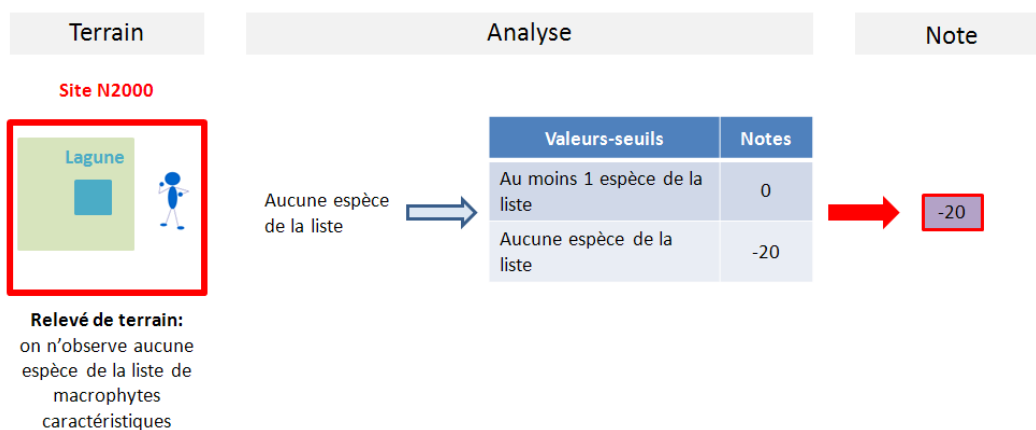 Terrain
Analyse
Note
Site N2000
Lagune
Relevé de terrain:
on n’observe aucune
espèce de la liste de
macrophytes
caractéristiques
Aucune espèce
de la liste
Valeurs-seuils Notes
Au moins 1 espèce de la
liste
0
Aucune espèce de la
liste
-20
-20